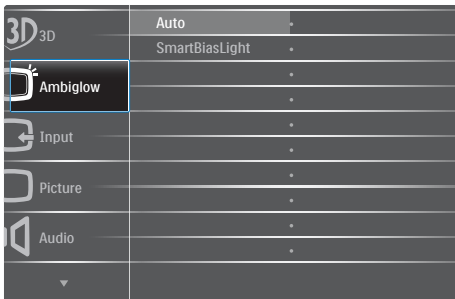 3D 3D
Ambiglow
Input
Picture
Audio
Auto
SmartBiasLight